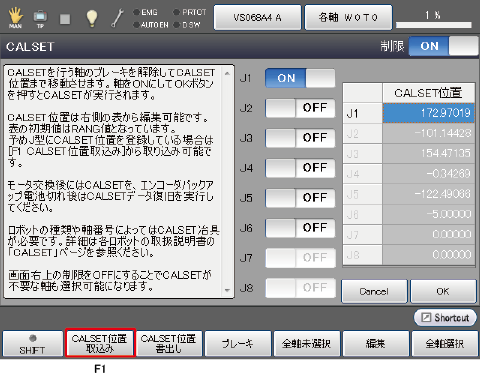 MAN
TP
EMG
PRTCT
AUTO EN
D SW
VS068A4 A
各軸 W0T0
1 %
CALSET
制限 ON
CALSETを行う軸のブレーキを解除してCALSET
位置まで移動させます。軸をONにしてOKボタン
を押すとCALSETが実行されます。
CALSET位置は右側の表から編集可能です。
表の初期値はRANG値となっています。
予めJ型にCALSET位置を登録している場合は
[F1 CALSET位置取込み]から取り込み可能で
す。
モータ交換後にはCALSETを、エンコーダバックア
ップ電池切れ後はCALSETデータ復旧を実行し
てください。
ロボットの種類や軸番号によってはCALSET冶具
が必要です。詳細は各ロボットの取扱説明書の
「CALSET」ページを参照ください。
画面右上の制限をOFFにすることでCALSETが
不要な軸も選択可能になります。
J1 ON
J2 OFF
J3 OFF
J4 OFF
J5 OFF
J6 OFF
J7 OFF
J8 OFF
CALSET位置
J1 172.97019
J2 -101.14428
J3 154.47135
J4 -0.34269
J5 -122.49066
J6 -5.00000
J7 0.00000
J8 0.00000
Cancel
OK
Shortcut
SHIFT
CALSET位置
取込み
CALSET位置
書出し
ブレーキ
全軸未選択
編集
全軸選択
F1